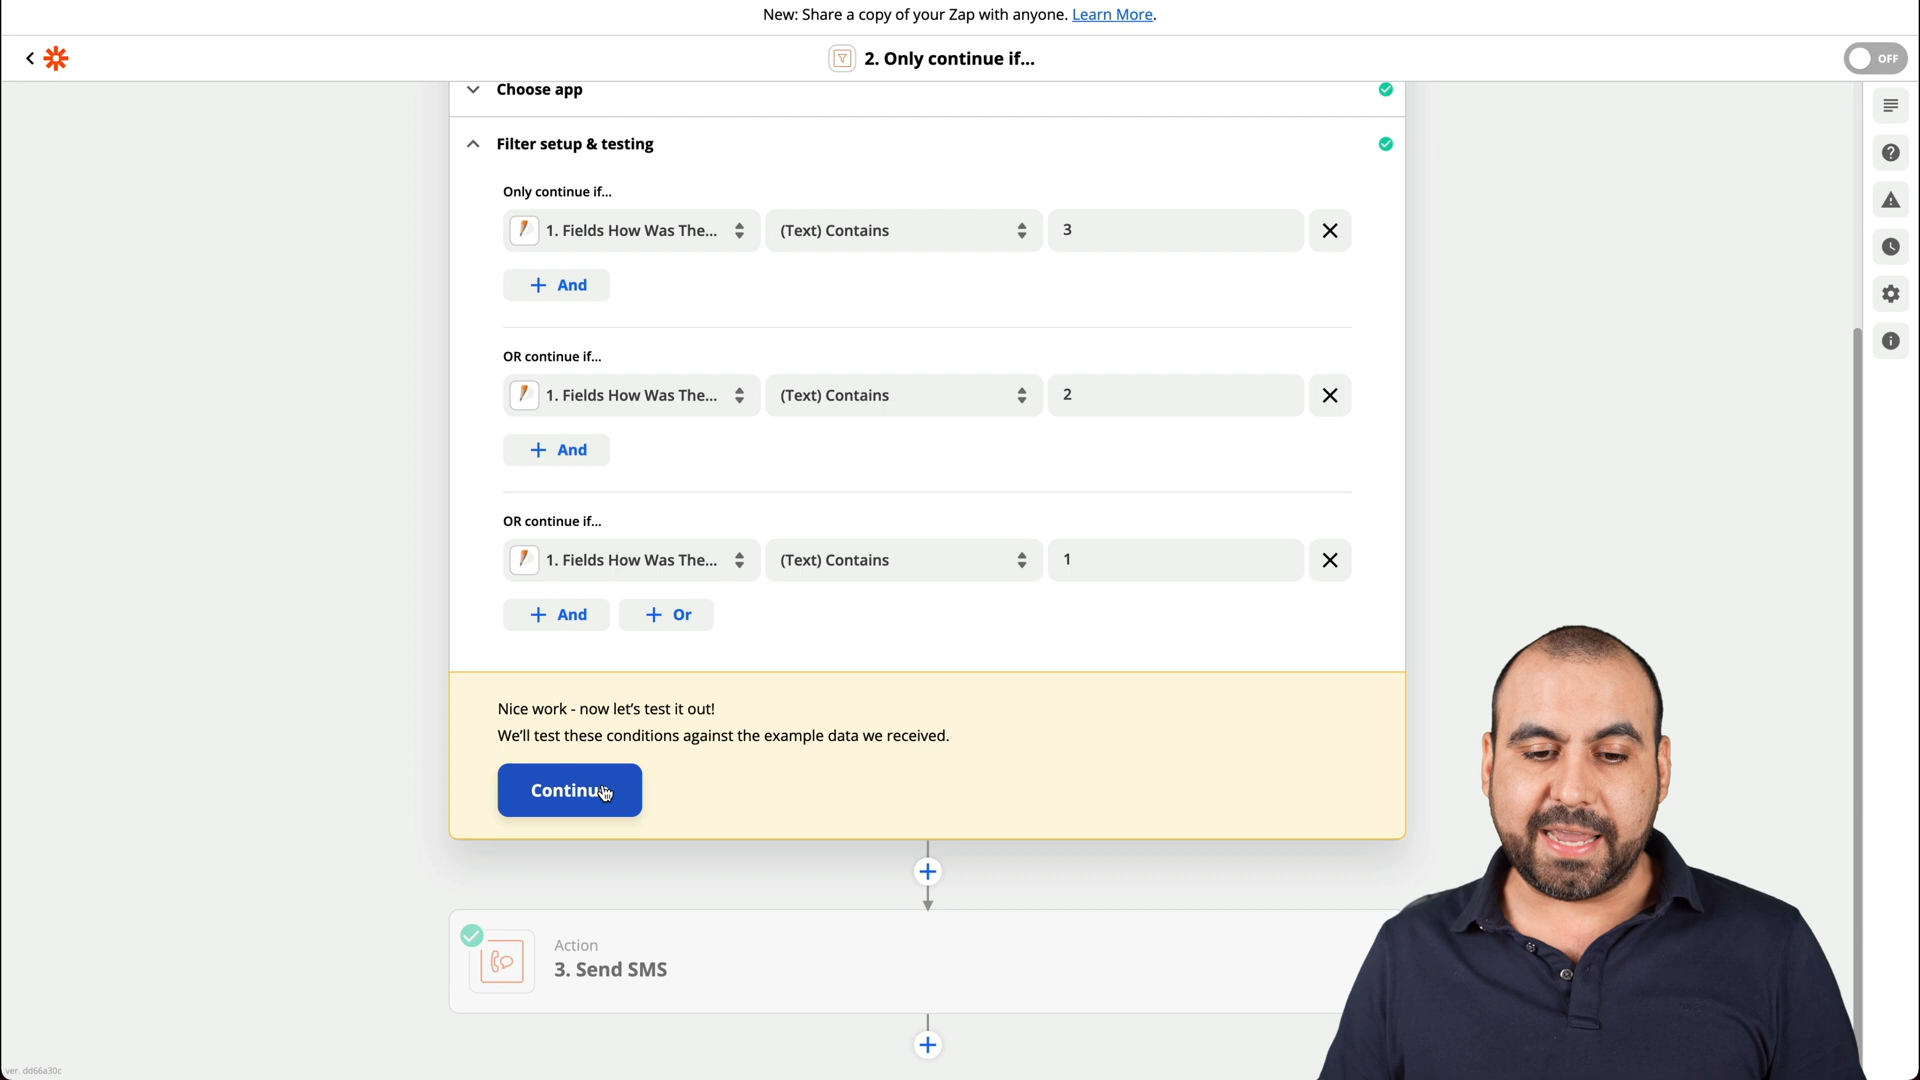 New: Share a copy of your Zap with anyone. Learn More.
2. Only continue if...
OFF
Choose app
Filter setup & testing
Only continue if...
1. Fields How Was The...
(Text) Contains
3
+ And
OR continue if...
1. Fields How Was The...
(Text) Contains
2
+ And
OR continue if...
1. Fields How Was The...
(Text) Contains
1
+ And
+ Or
Nice work - now let's test it out!
We'll test these conditions against the example data we received.
Continu
Action
3. Send SMS
ver. dd66a30c